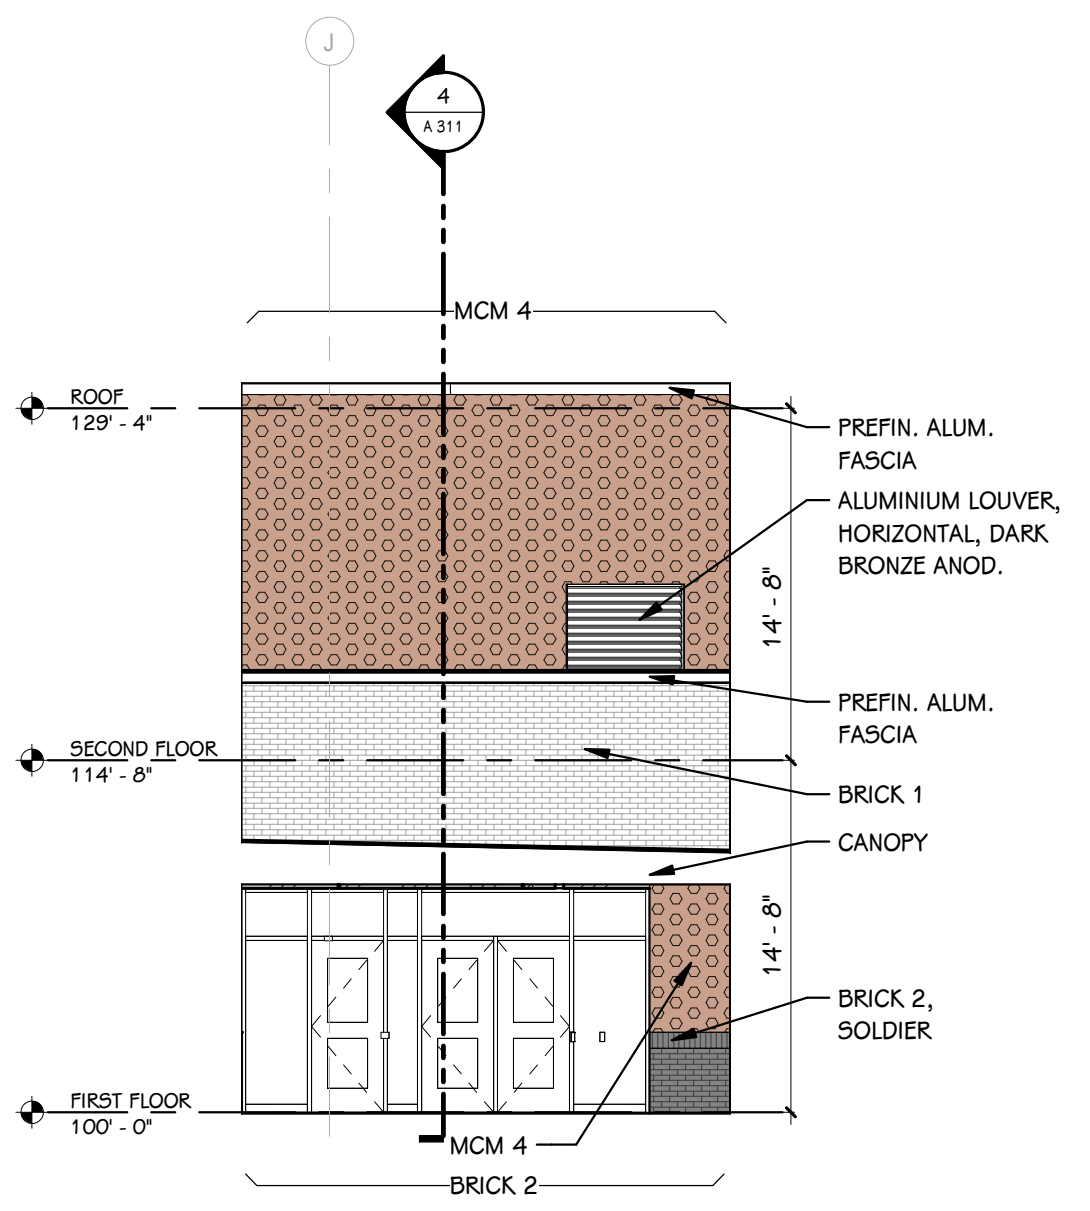 J
4
A 311
MCM 4
ROOF
129' - 4"
PREFIN. ALUM.
FASCIA
ALUMINIUM LOUVER,
HORIZONTAL, DARK
BRONZE ANOD.
14' - 8"
PREFIN. ALUM.
FASCIA
SECOND FLOOR
114' - 8"
BRICK 1
CANOPY
14' - 8"
BRICK 2,
SOLDIER
FIRST FLOOR
100' - 0"
MCM 4
BRICK 2